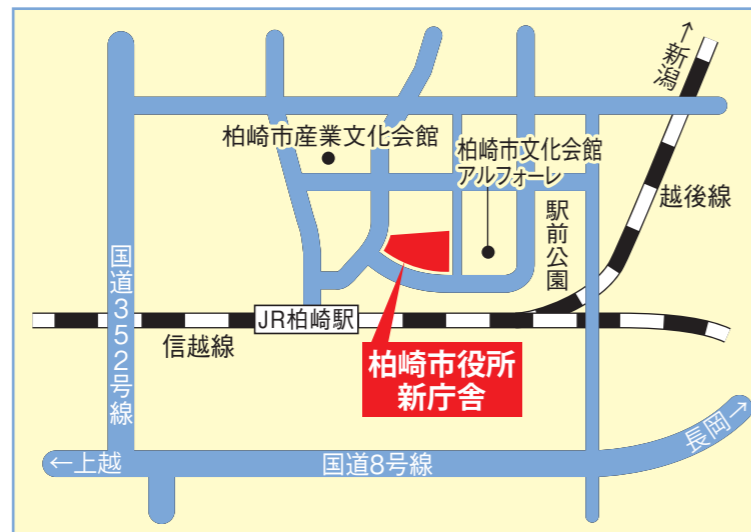 ↑新潟
柏崎市産業文化会館
柏崎市文化会館
アルフォーレ
駅前公園
越後線
国道352号線
JR柏崎駅
信越線
柏崎市役所
新庁舎
←上越
国道8号線
長岡→